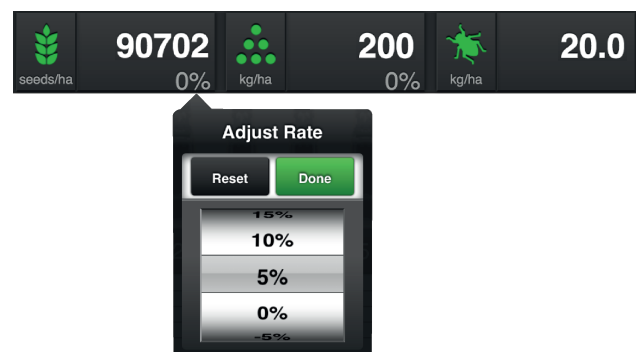 90702 200 20.0
seeds/ha 0% kg/ha 0% kg/ha
Adjust Rate
Reset Done
15%
10%
5%
0%
-5%